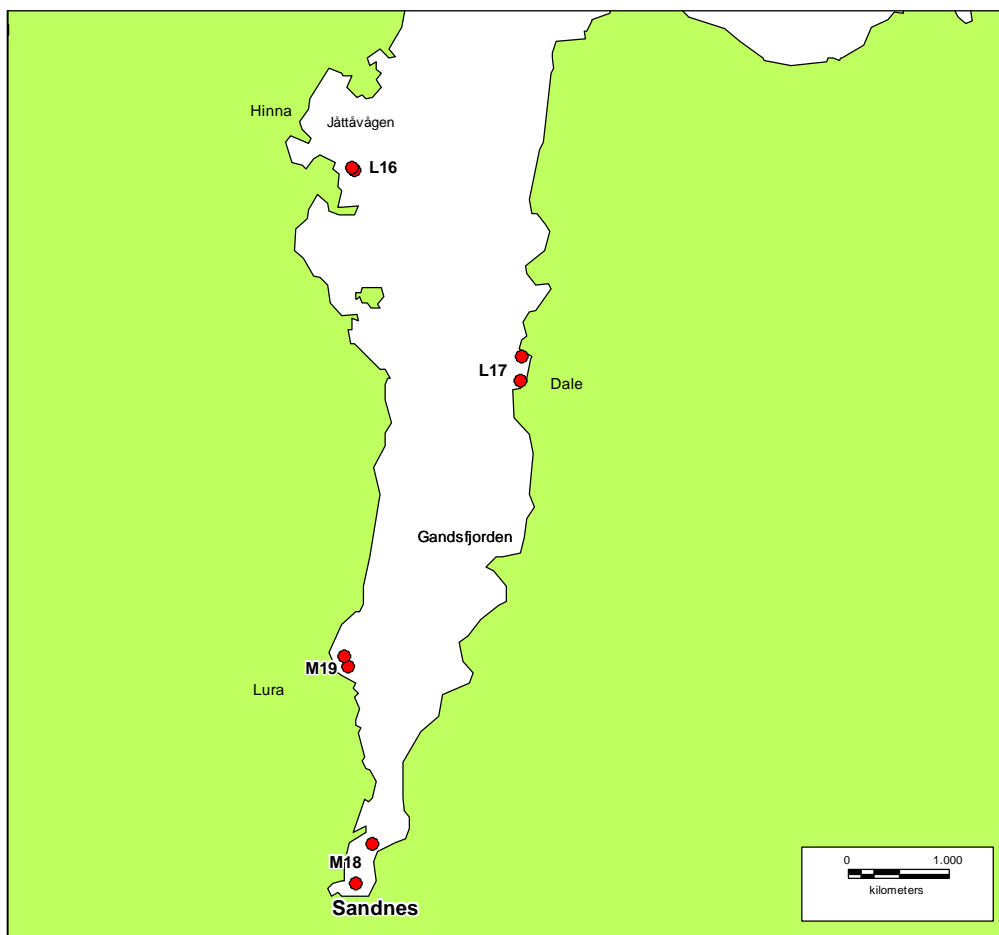 Hinna
Jåttåvågen
L16
L17
Dale
Gandsfjorden
M19
Lura
M18
Sandnes
0 1.000
kilometers